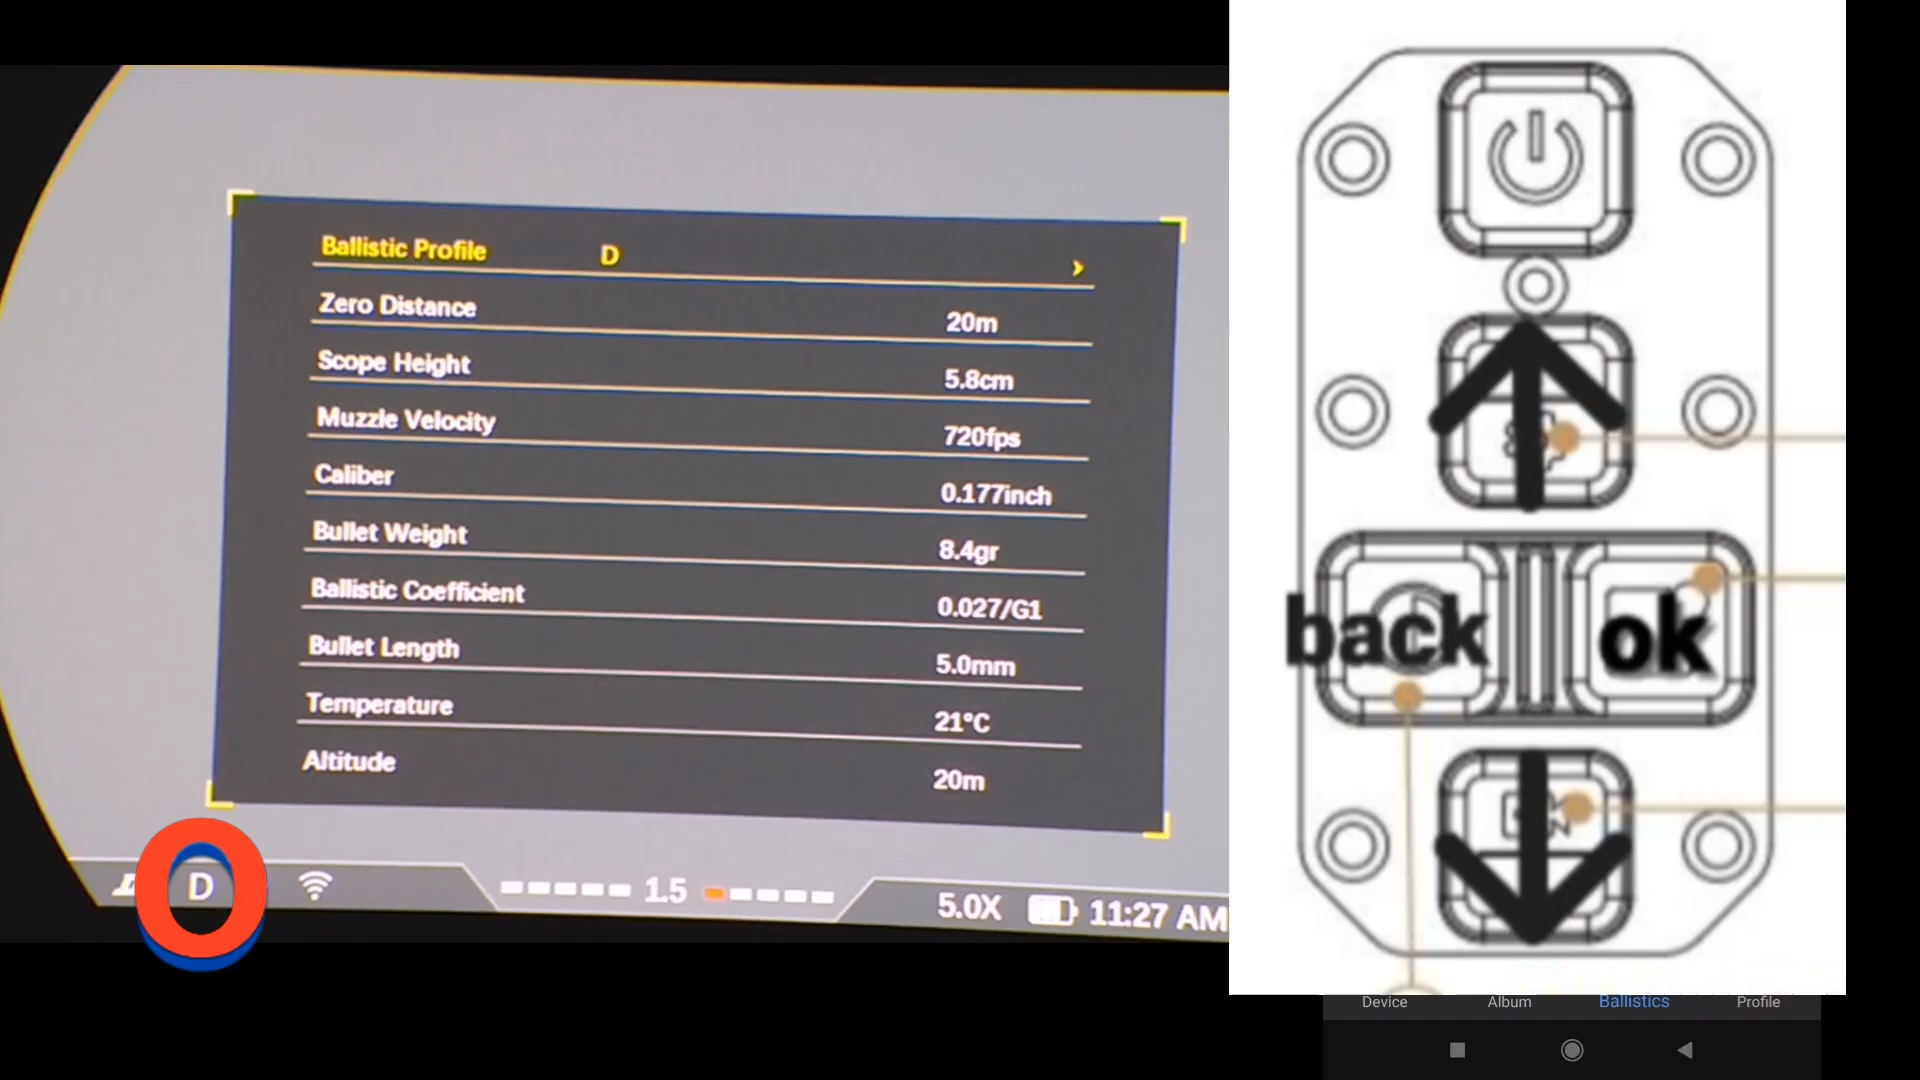 Ballistic Profile D >
Zero Distance 20m
Scope Height 5.8cm
Muzzle Velocity 720fps
Caliber 0.177inch
Bullet Weight 8.4gr
Ballistic Coefficient 0.027/G1
Bullet Length 5.0mm
Temperature 21°C
Altitude 20m
D 1.5 5.0X 11:27 AM
back ok
Device Album Ballistics Profile